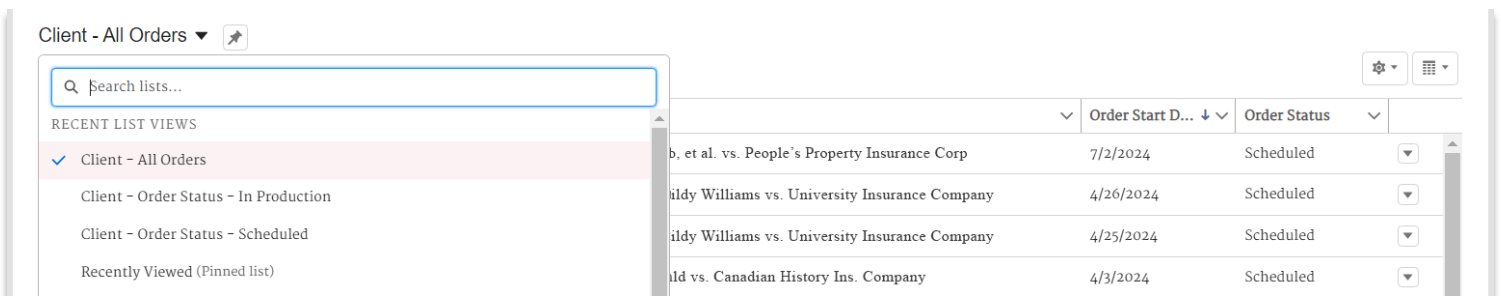 Client - All Orders
Search lists...
RECENT LIST VIEWS
Client - All Orders
Client - Order Status - In Production
Client - Order Status - Scheduled
Recently Viewed (Pinned list)
Order Start D... Order Status
et al. vs. People's Property Insurance Corp 7/2/2024 Scheduled
Williams vs. University Insurance Company 4/26/2024 Scheduled
Williams vs. University Insurance Company 4/25/2024 Scheduled
vs. Canadian History Ins. Company 4/3/2024 Scheduled